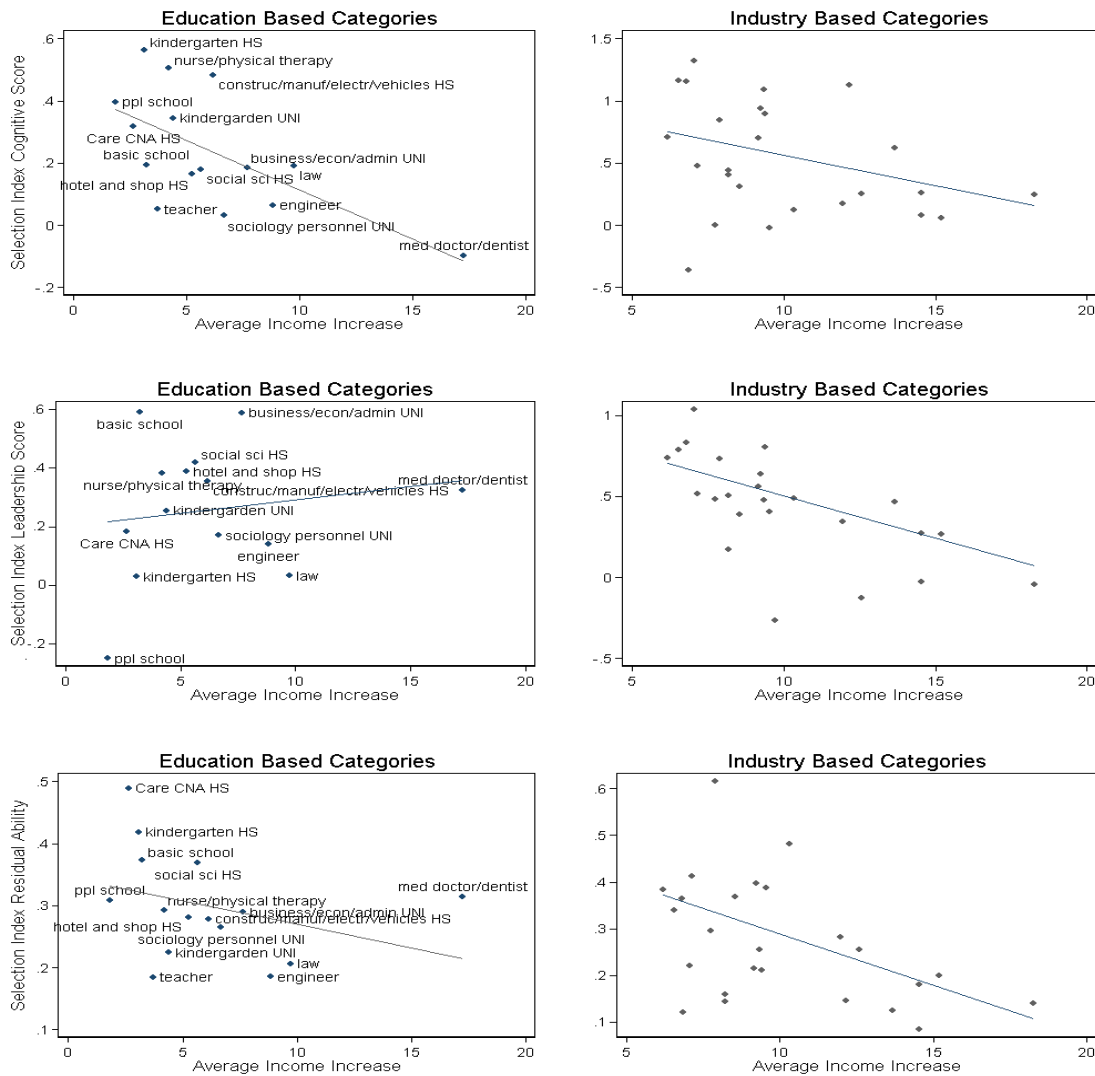 Education Based Categories
Selection Index Cognitive Score
.6
.4
.2
0
-.2
kindergarten HS
nurse/physical therapy
construc/manuf/electr/vehicles HS
ppl school
kindergarden UNI
Care CNA HS
basic school
business/econ/admin UNI
hotel and shop HS
social sci HS
law
teacher
engineer
sociology personnel UNI
med doctor/dentist
0 5 10 15 20
Average Income Increase
Industry Based Categories
1.5
1
.5
0
-.5
5 10 15 20
Average Income Increase
Education Based Categories
Selection Index Leadership Score
.6
.4
.2
0
-.2
basic school
business/econ/admin UNI
social sci HS
hotel and shop HS
nurse/physical therapy
construc/manuf/electr/vehicles HS
med doctor/dentist
kindergarden UNI
Care CNA HS
sociology personnel UNI
engineer
kindergarten HS
law
ppl school
0 5 10 15 20
Average Income Increase
Industry Based Categories
1
.5
0
-.5
5 10 15 20
Average Income Increase
Education Based Categories
Selection Index Residual Ability
.5
.4
.3
.2
.1
Care CNA HS
kindergarten HS
basic school
social sci HS
ppl school
med doctor/dentist
nurse/physical therapy
business/econ/admin UNI
hotel and shop HS
construc/manuf/electr/vehicles HS
sociology personnel UNI
kindergarden UNI
law
teacher
engineer
0 5 10 15 20
Average Income Increase
Industry Based Categories
.6
.5
.4
.3
.2
.1
5 10 15 20
Average Income Increase